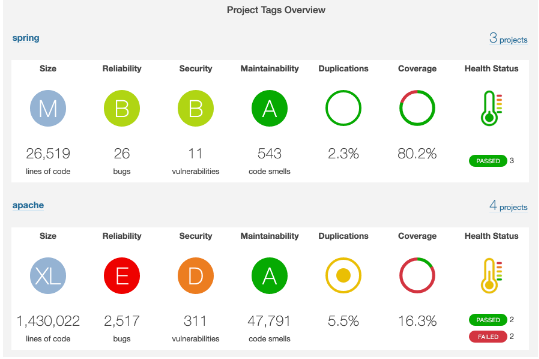 Project Tags Overview
spring 3 projects
Size Reliability Security Maintainability Duplications Coverage Health Status
M B B A
26,519 26 11 543 2.3% 80.2% PASSED 3
lines of code bugs vulnerabilities code smells
apache 4 projects
Size Reliability Security Maintainability Duplications Coverage Health Status
XL E D A
1,430,022 2,517 311 47,791 5.5% 16.3% PASSED 2
lines of code bugs vulnerabilities code smells FAILED 2